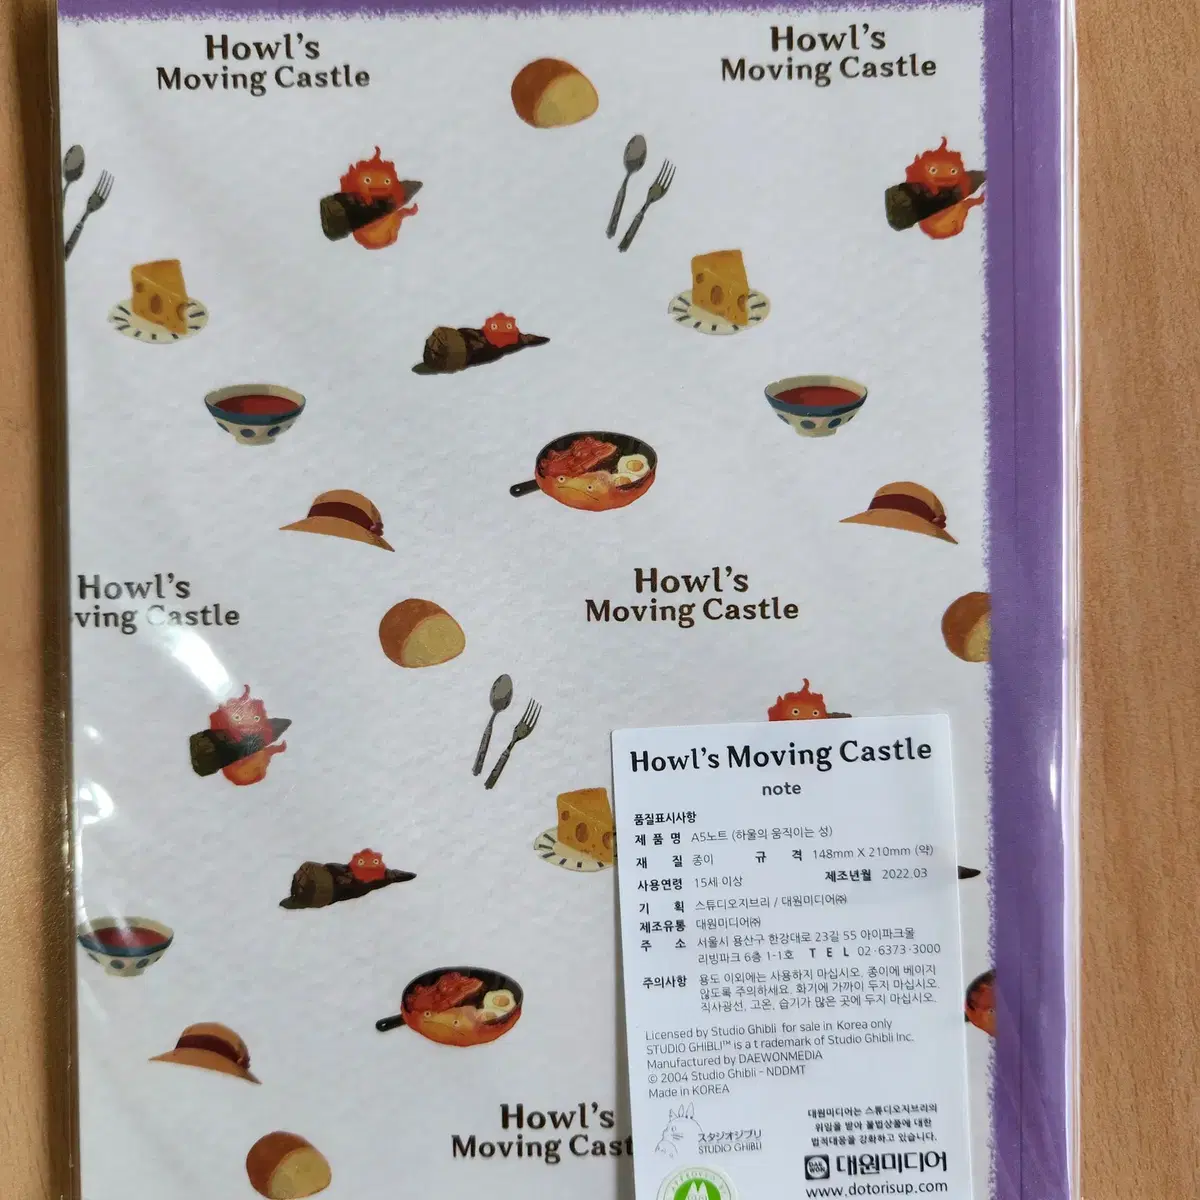 Howl's
Moving Castle
Howl's
Moving Castle
Howl's
ving Castle
Howl's
Moving Castle
Howl's
Moving Cast
Howl's Moving Castle
note
품질표시사항
제 품 명 A5노트 (하울의 움직이는 성)
재 질 종이 규 격 148mm X 210mm (약)
사용연령 15세 이상 제조년월 2022.03
기 획 스튜디오지브리 / 대원미디어㈜
제조유통 대원미디어㈜
주 소 서울시 용산구 한강대로 23길 55 아이파크몰
리빙파크 6층 1-1호 T E L 02-6373-3000
주의사항 용도 이외에는 사용하지 마십시오. 종이에 베이지
않도록 주의하세요. 화기에 가까이 두지 마십시오.
직사광선, 고온, 습기가 많은 곳에 두지 마십시오.
Licensed by Studio Ghibli for sale in Korea only
STUDIO GHIBLI™ is a t rademark of Studio Ghibli Inc.
Manufactured by DAEWONMEDIA
© 2004 Studio Ghibli - NDDMT
Made in KOREA
スタジオジブリ
STUDIO GHIBLI
대원미디어는 스튜디오지브리의
위임을 받아 불법상품에 대한
법적대응을 강화하고 있습니다.
DAE WON 대원미디어
www.dotorisup.com